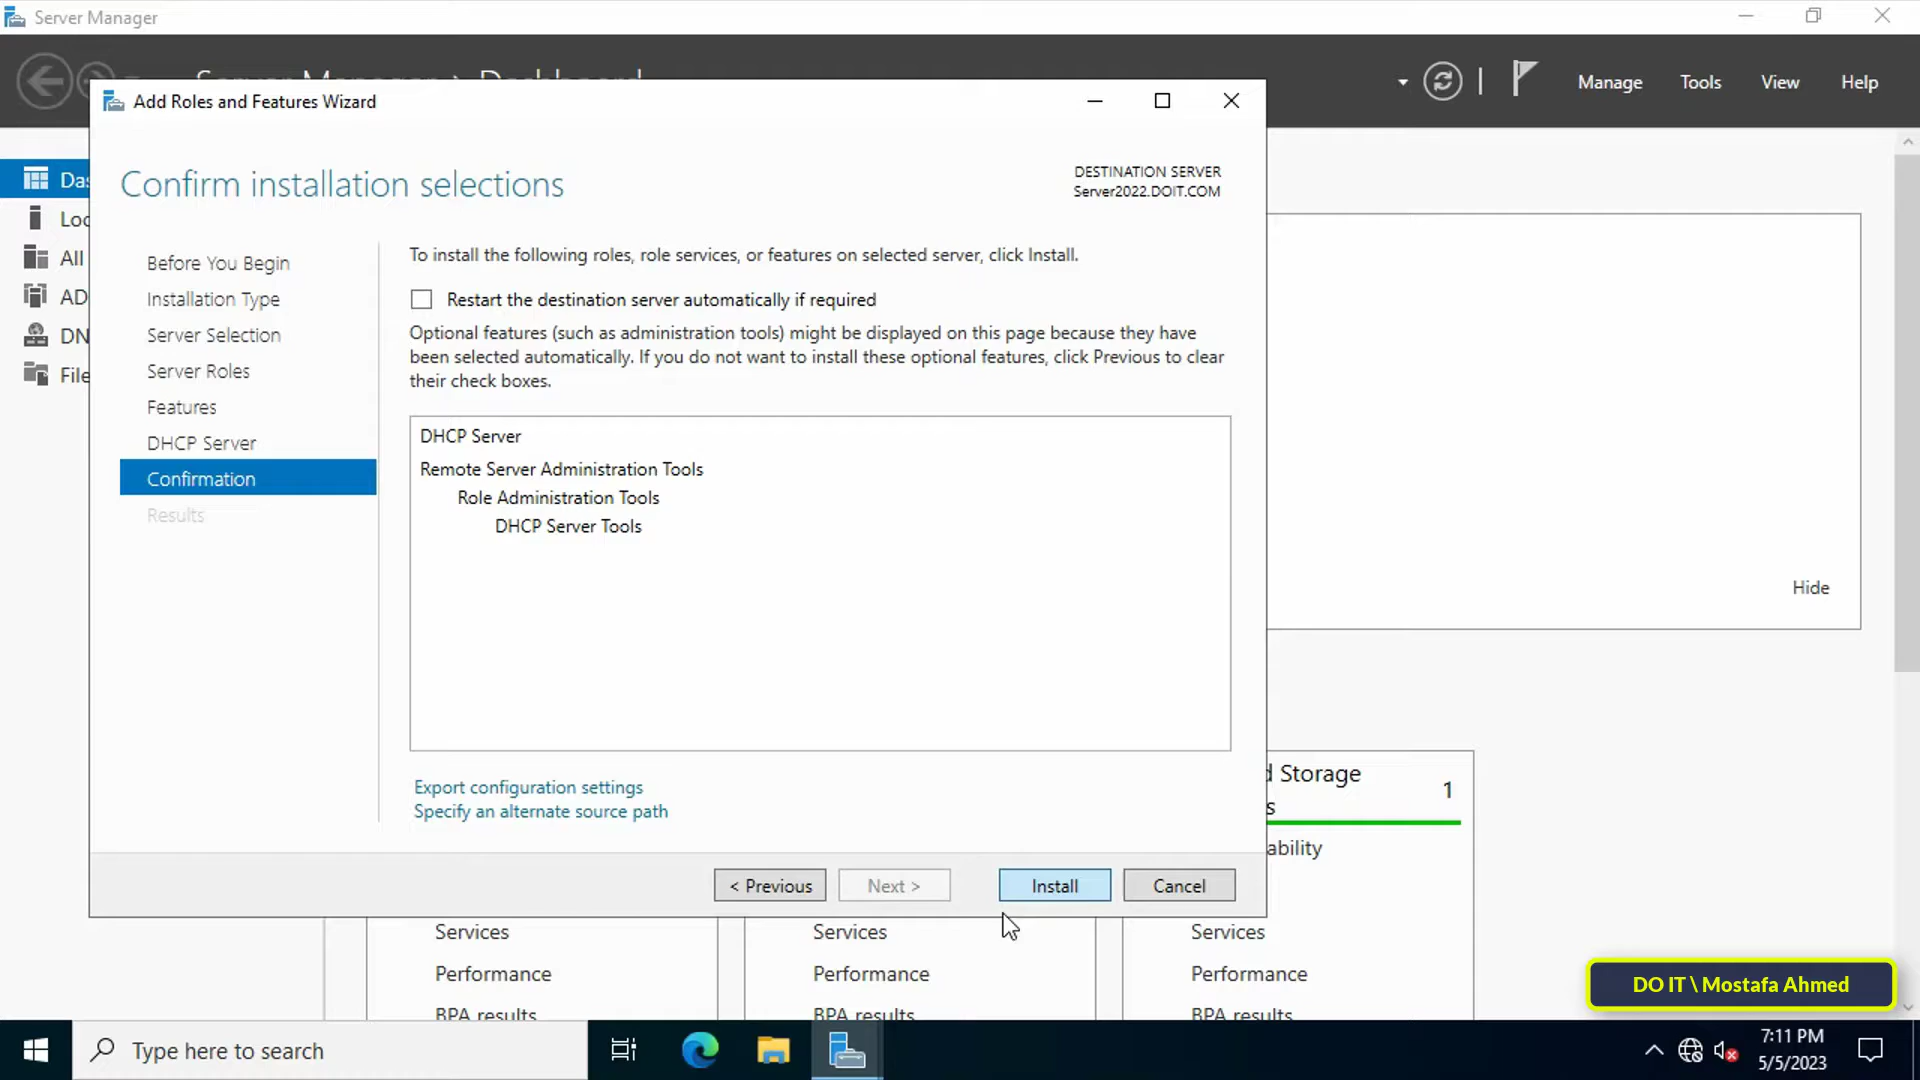 Server Manager
Manage
Tools
View
Help
Add Roles and Features Wizard
Confirm installation selections
DESTINATION SERVER
Server2022.DOIT.COM
Das
Loc
All
AD
DN
File
Before You Begin
Installation Type
Server Selection
Server Roles
Features
DHCP Server
Confirmation
Results
To install the following roles, role services, or features on selected server, click Install.
Restart the destination server automatically if required
Optional features (such as administration tools) might be displayed on this page because they have
been selected automatically. If you do not want to install these optional features, click Previous to clear
their check boxes.
DHCP Server
Remote Server Administration Tools
Role Administration Tools
DHCP Server Tools
Export configuration settings
Specify an alternate source path
< Previous
Next >
Install
Cancel
Hide
d Storage
s
1
ability
Services
Performance
BPA results
Services
Performance
BPA results
Services
Performance
BPA results
DO IT \ Mostafa Ahmed
Type here to search
7:11 PM
5/5/2023